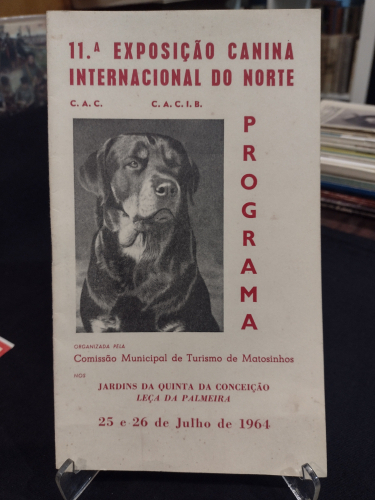 11.ª EXPOSIÇÃO CANINA
INTERNACIONAL DO NORTE
C. A. C. C. A. C. I. B.
PROGRAMA
ORGANIZADA PELA
Comissão Municipal de Turismo de Matosinhos
NOS
JARDINS DA QUINTA DA CONCEIÇÃO
LEÇA DA PALMEIRA
25 e 26 de Julho de 1964